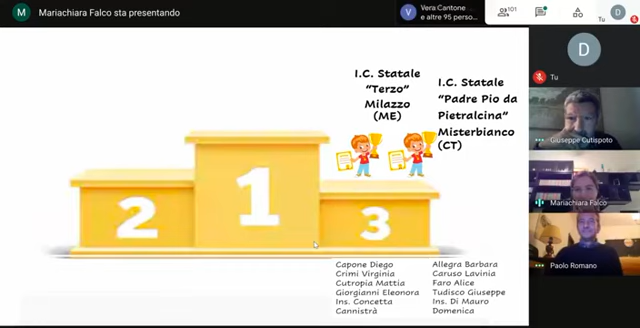 M Mariachiara Falco sta presentando
V Vera Cantone
e altre 95 perso...
101
Tu
D
I.C. Statale
"Terzo"
Milazzo
(ME)
I.C. Statale
"Padre Pio da
Pietralcina"
Misterbianco
(CT)
2
1
3
Capone Diego
Crimi Virginia
Cutropia Mattia
Giorgianni Eleonora
Ins. Concetta
Cannistrà
Allegra Barbara
Caruso Lavinia
Faro Alice
Tudisco Giuseppe
Ins. Di Mauro
Domenica
D
Tu
Giuseppe Cutispoto
Mariachiara Falco
Paolo Romano